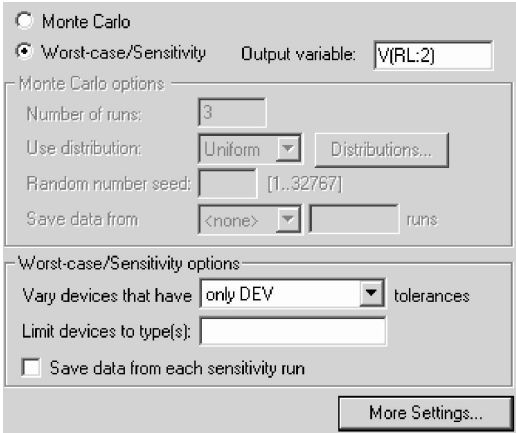 Monte Carlo
Worst-case/Sensitivity Output variable: V(RL:2)
Monte Carlo options
Number of runs: 3
Use distribution: Uniform Distributions...
Random number seed: [1..32767]
Save data from <none> runs
Worst-case/Sensitivity options
Vary devices that have only DEV tolerances
Limit devices to type(s):
Save data from each sensitivity run
More Settings...